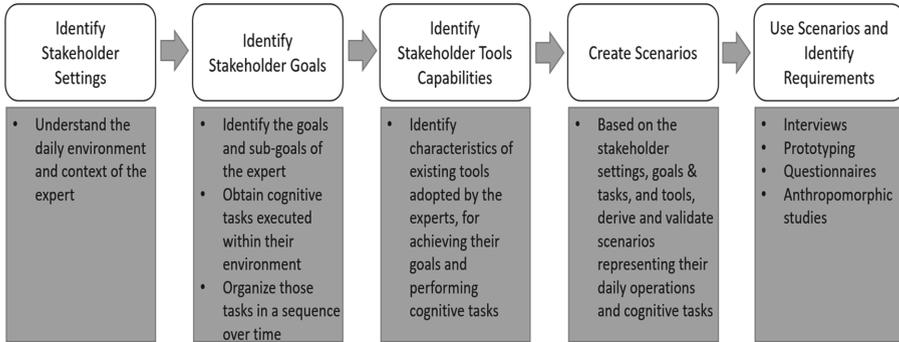 Identify
Stakeholder
Settings
Identify
Stakeholder Goals
Identify
Stakeholder Tools
Capabilities
Create Scenarios
Use Scenarios and
Identify
Requirements
• Understand the
daily environment
and context of the
expert
• Identify the goals
and sub-goals of
the expert
• Obtain cognitive
tasks executed
within their
environment
• Organize those
tasks in a sequence
over time
• Identify
characteristics of
existing tools
adopted by the
experts, for
achieving their
goals and
performing
cognitive tasks
• Based on the
stakeholder
settings, goals &
tasks, and tools,
derive and validate
scenarios
representing their
daily operations
and cognitive tasks
• Interviews
• Prototyping
• Questionnaires
• Anthropomorphic
studies